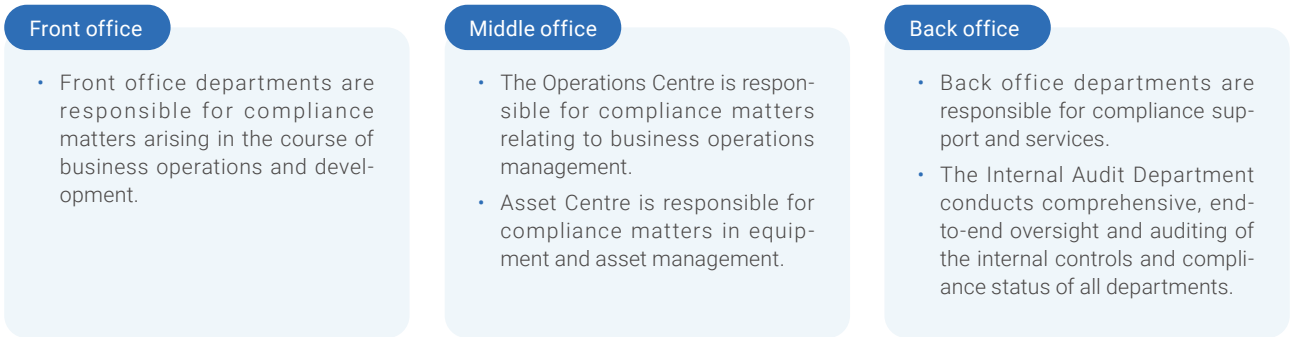 Front office
• Front office departments are
responsible for compliance
matters arising in the course of
business operations and devel-
opment.
Middle office
• The Operations Centre is respon-
sible for compliance matters
relating to business operations
management.
• Asset Centre is responsible for
compliance matters in equip-
ment and asset management.
Back office
• Back office departments are
responsible for compliance sup-
port and services.
• The Internal Audit Department
conducts comprehensive, end-
to-end oversight and auditing of
the internal controls and compli-
ance status of all departments.